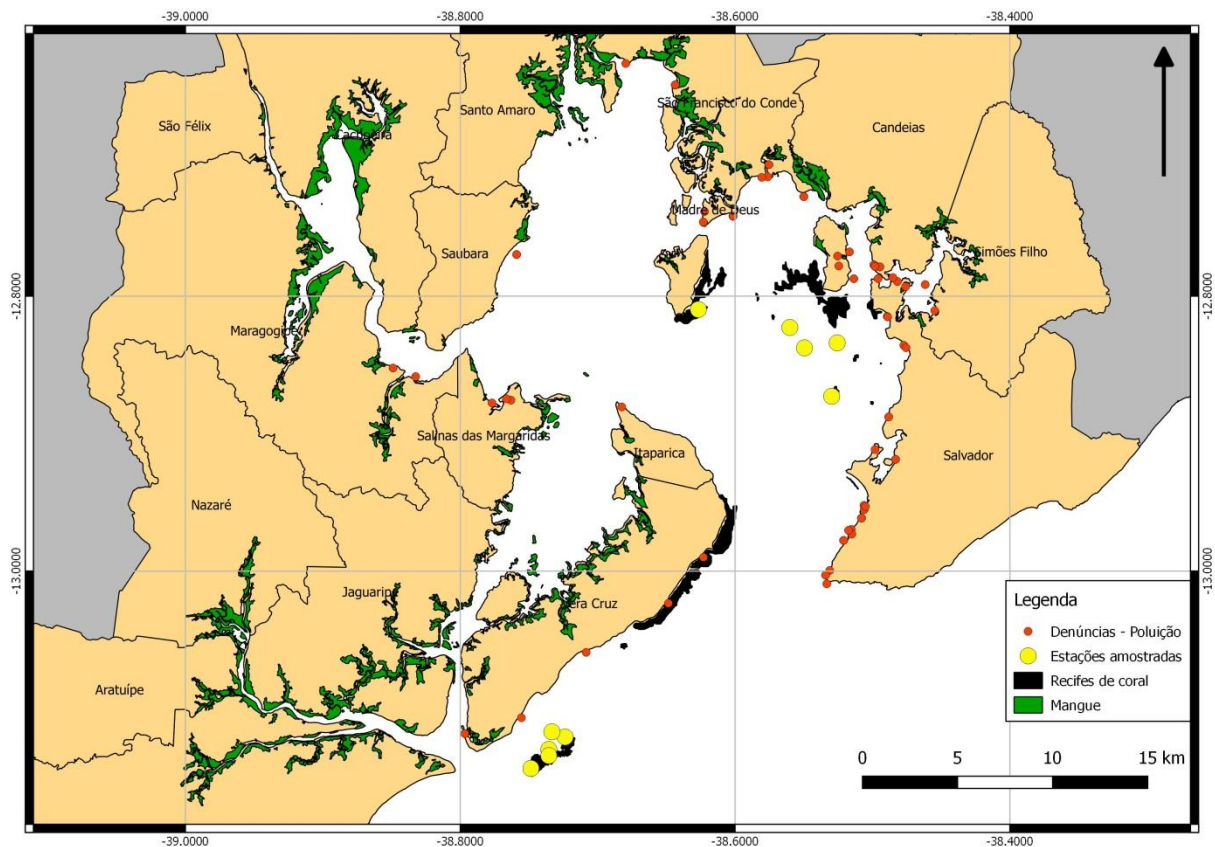 -39.0000 -38.8000 -38.6000 -38.4000
São Francisco do Conde
Santo Amaro
São Félix
Candeias
Cachoeira
Madre de Deus
Saubara
Simões Filho
-12.8000 -12.8000
Maragogipe
Salinas das Margaridas
Itaparica
Salvador
Nazaré
-13.0000 -13.0000
Jaguaripe
Vera Cruz
Aratuípe
Legenda
Denúncias - Poluição
Estações amostradas
Recifes de coral
Mangue
0 5 10 15 km
-39.0000 -38.8000 -38.6000 -38.4000